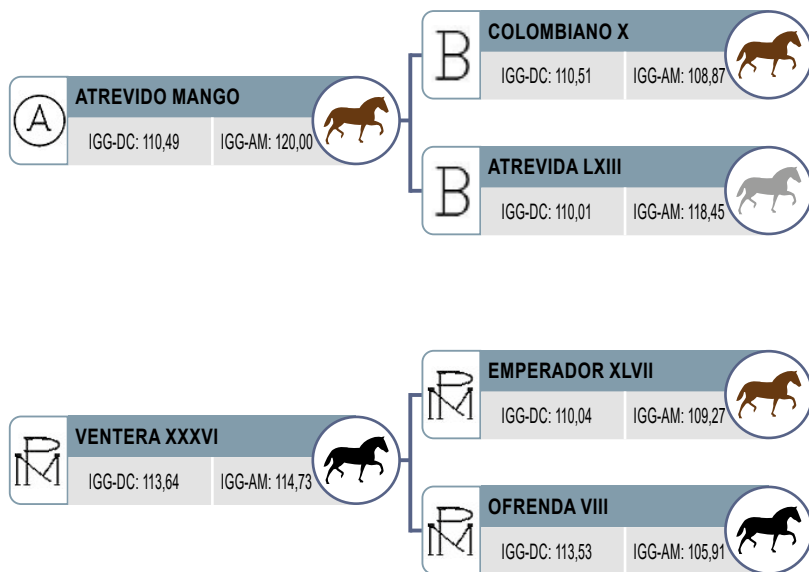 COLOMBIANO X
B
IGG-DC: 110,51 IGG-AM: 108,87
ATREVIDO MANGO
A
IGG-DC: 110,49 IGG-AM: 120,00
ATREVIDA LXIII
B
IGG-DC: 110,01 IGG-AM: 118,45
EMPERADOR XLVII
IGG-DC: 110,04 IGG-AM: 109,27
VENTERA XXXVI
IGG-DC: 113,64 IGG-AM: 114,73
OFRENDA VIII
IGG-DC: 113,53 IGG-AM: 105,91